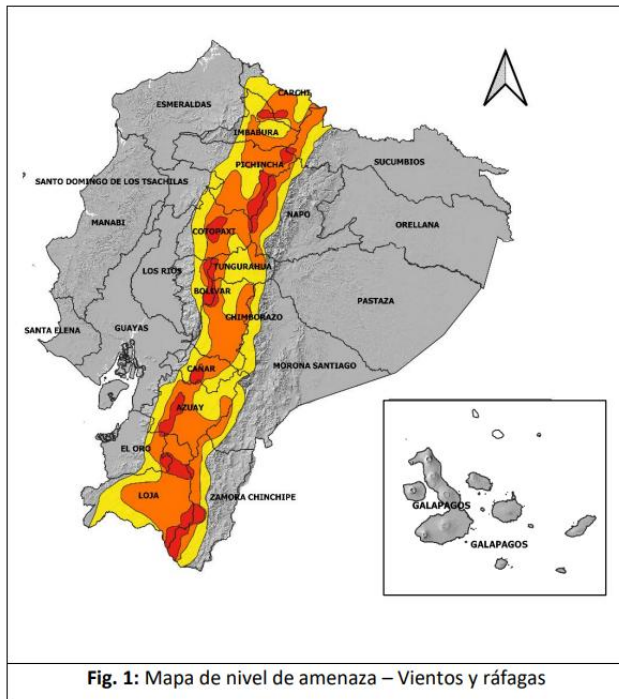 CARCHI
ESMERALDAS
IMBABURA
PICHINCHA
SUCUMBIOS
SANTO DOMINGO DE LOS TSACHILAS
NAPO
ORELLANA
MANABI
COTOPAXI
TUNGURAHUA
LOS RIOS
BOLIVAR
PASTAZA
CHIMBORAZO
SANTA ELENA
GUAYAS
MORONA SANTIAGO
CAÑAR
AZUAY
EL ORO
LOJA
ZAMORA CHINCHIPE
GALAPAGOS
GALAPAGOS
Fig. 1: Mapa de nivel de amenaza – Vientos y ráfagas